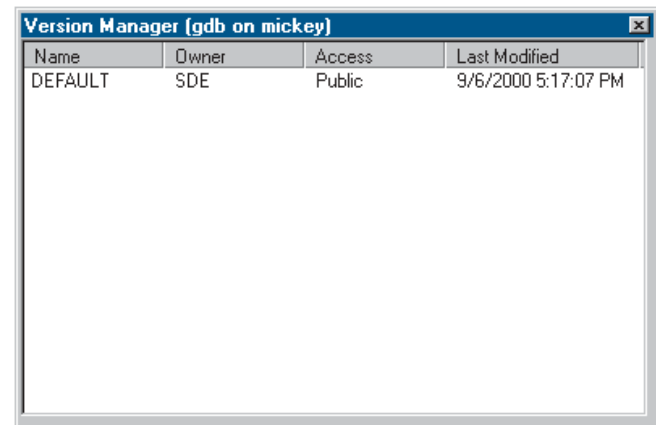 Version Manager (gdb on mickey)
Name Owner Access Last Modified
DEFAULT SDE Public 9/6/2000 5:17:07 PM